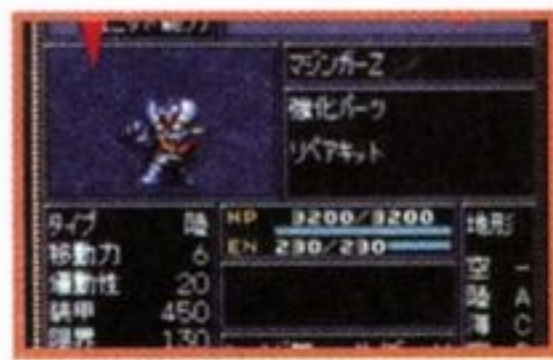 マジンガーZ
強化パーツ
リペアキット
タイプ 陸
移動力 6
運動性 20
装甲 450
限界 130
HP 3200/3200
EN 230/230
地形
空 -
陸 A
海 C